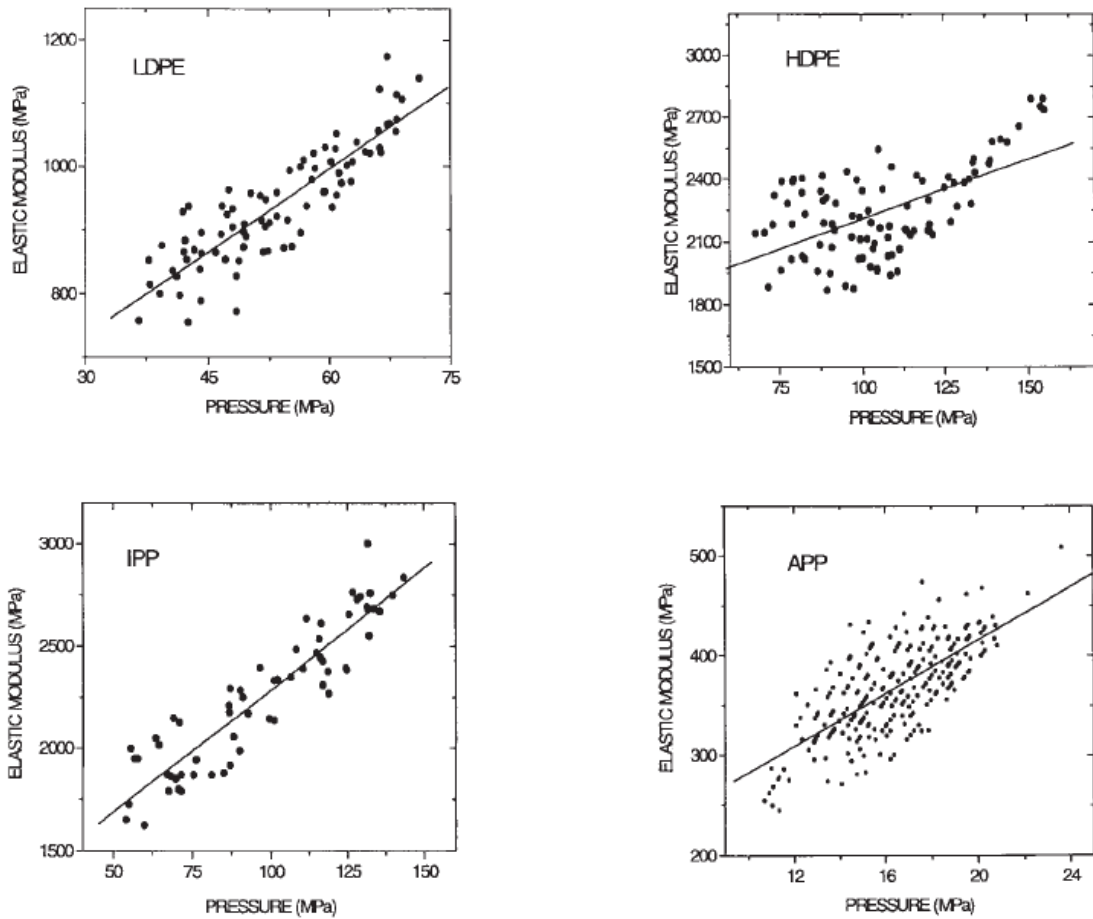 LDPE
1200
1000
800
ELASTIC MODULUS (MPa)
30 45 60 75
PRESSURE (MPa)
HDPE
3000
2700
2400
2100
1800
1500
ELASTIC MODULUS (MPa)
75 100 125 150
PRESSURE (MPa)
IPP
3000
2500
2000
1500
ELASTIC MODULUS (MPa)
50 75 100 125 150
PRESSURE (MPa)
APP
500
400
300
200
ELASTIC MODULUS (MPa)
12 16 20 24
PRESSURE (MPa)